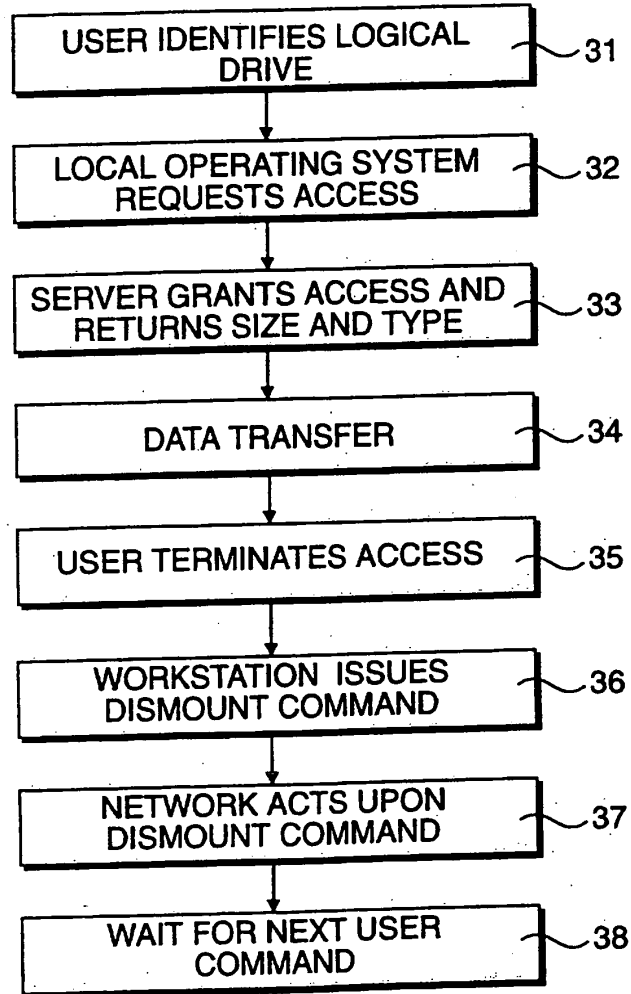 USER IDENTIFIES LOGICAL
DRIVE
31
LOCAL OPERATING SYSTEM
REQUESTS ACCESS
32
SERVER GRANTS ACCESS AND
RETURNS SIZE AND TYPE
33
DATA TRANSFER
34
USER TERMINATES ACCESS
35
WORKSTATION ISSUES
DISMOUNT COMMAND
36
NETWORK ACTS UPON
DISMOUNT COMMAND
37
WAIT FOR NEXT USER
COMMAND
38